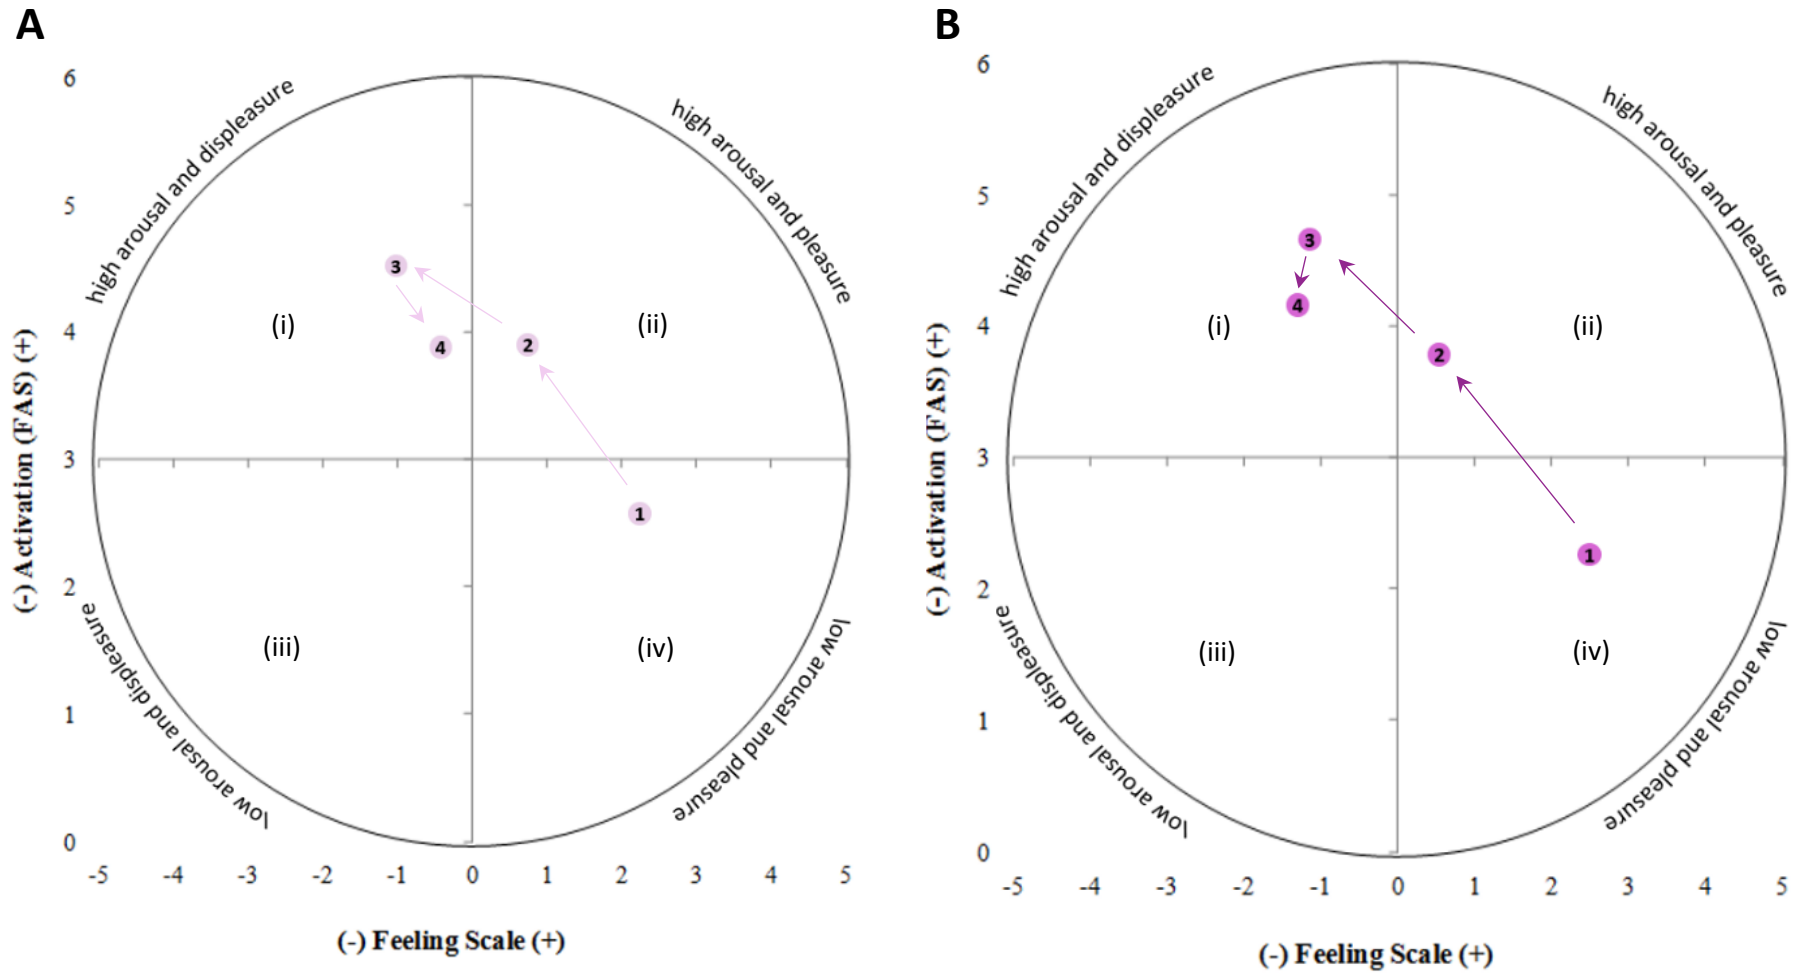 A
high arousal and displeasure
high arousal and pleasure
(-) Activation (FAS) (+)
6
5
4
3
2
1
0
3
4
2
1
(i)
(ii)
(iii)
(iv)
low arousal and displeasure
low arousal and pleasure
-5 -4 -3 -2 -1 0 1 2 3 4 5
(-) Feeling Scale (+)
B
high arousal and displeasure
high arousal and pleasure
(-) Activation (FAS) (+)
6
5
4
3
2
1
0
3
4
2
1
(i)
(ii)
(iii)
(iv)
low arousal and displeasure
low arousal and pleasure
-5 -4 -3 -2 -1 0 1 2 3 4 5
(-) Feeling Scale (+)